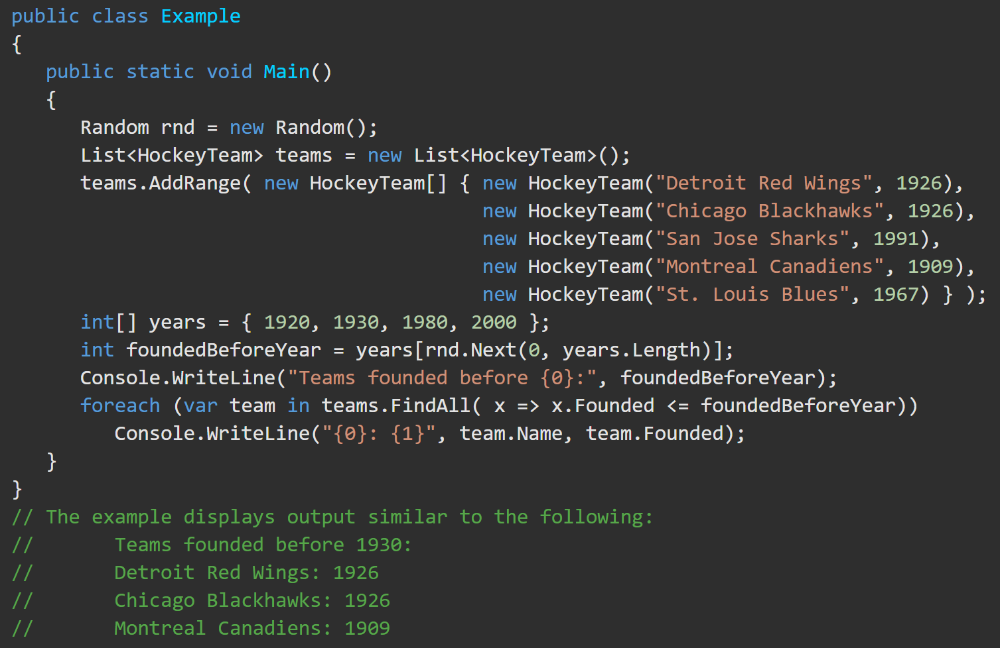 public class Example
{
   public static void Main()
   {
      Random rnd = new Random();
      List<HockeyTeam> teams = new List<HockeyTeam>();
      teams.AddRange( new HockeyTeam[] { new HockeyTeam("Detroit Red Wings", 1926),
                                         new HockeyTeam("Chicago Blackhawks", 1926),
                                         new HockeyTeam("San Jose Sharks", 1991),
                                         new HockeyTeam("Montreal Canadiens", 1909),
                                         new HockeyTeam("St. Louis Blues", 1967) } );
      int[] years = { 1920, 1930, 1980, 2000 };
      int foundedBeforeYear = years[rnd.Next(0, years.Length)];
      Console.WriteLine("Teams founded before {0}:", foundedBeforeYear);
      foreach (var team in teams.FindAll( x => x.Founded <= foundedBeforeYear))
         Console.WriteLine("{0}: {1}", team.Name, team.Founded);
   }
}
// The example displays output similar to the following:
//       Teams founded before 1930:
//       Detroit Red Wings: 1926
//       Chicago Blackhawks: 1926
//       Montreal Canadiens: 1909